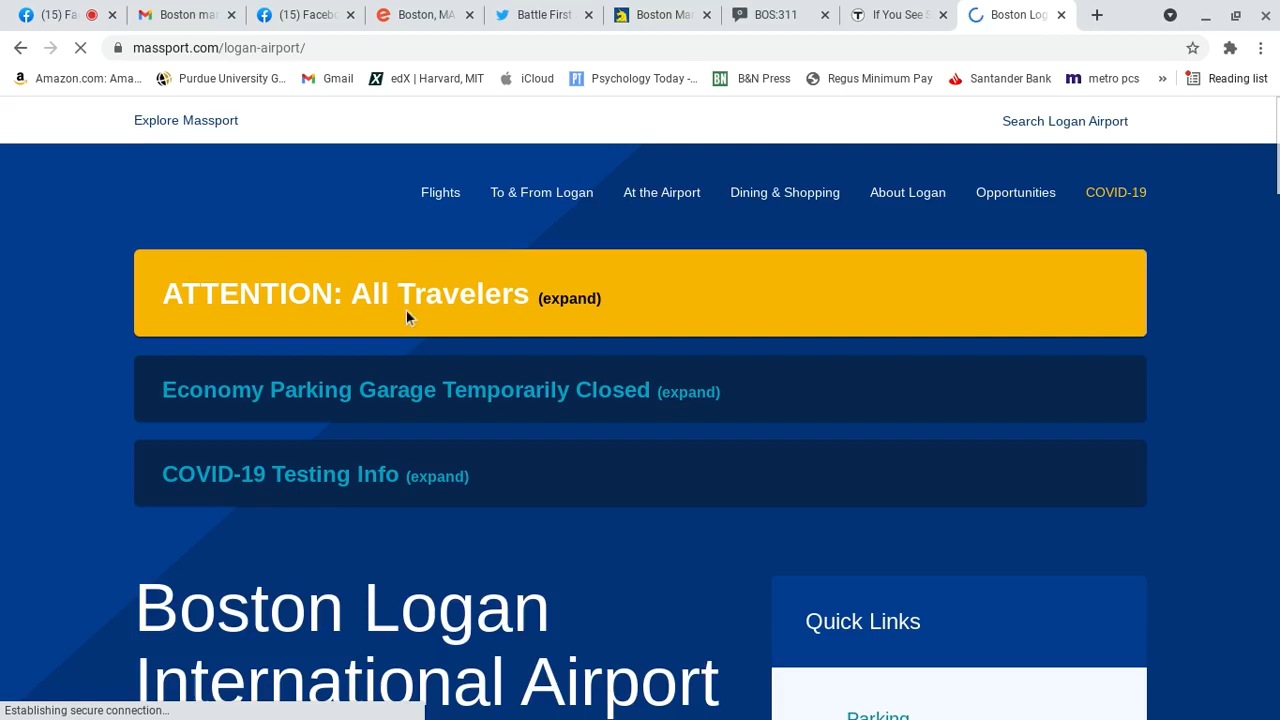 (15) Fac
Boston mar
(15) Facebo
Boston, MA
Battle First
Boston Mar
BOS:311
If You See S
Boston Log
massport.com/logan-airport/
Amazon.com: Ama...
Purdue University G...
Gmail
edX | Harvard, MIT
iCloud
Psychology Today -...
B&N Press
Regus Minimum Pay
Santander Bank
metro pcs
»
Reading list
Explore Massport
Search Logan Airport
Flights
To & From Logan
At the Airport
Dining & Shopping
About Logan
Opportunities
COVID-19
ATTENTION: All Travelers (expand)
Economy Parking Garage Temporarily Closed (expand)
COVID-19 Testing Info (expand)
Boston Logan
International Airport
Quick Links
Parking
Establishing secure connection...